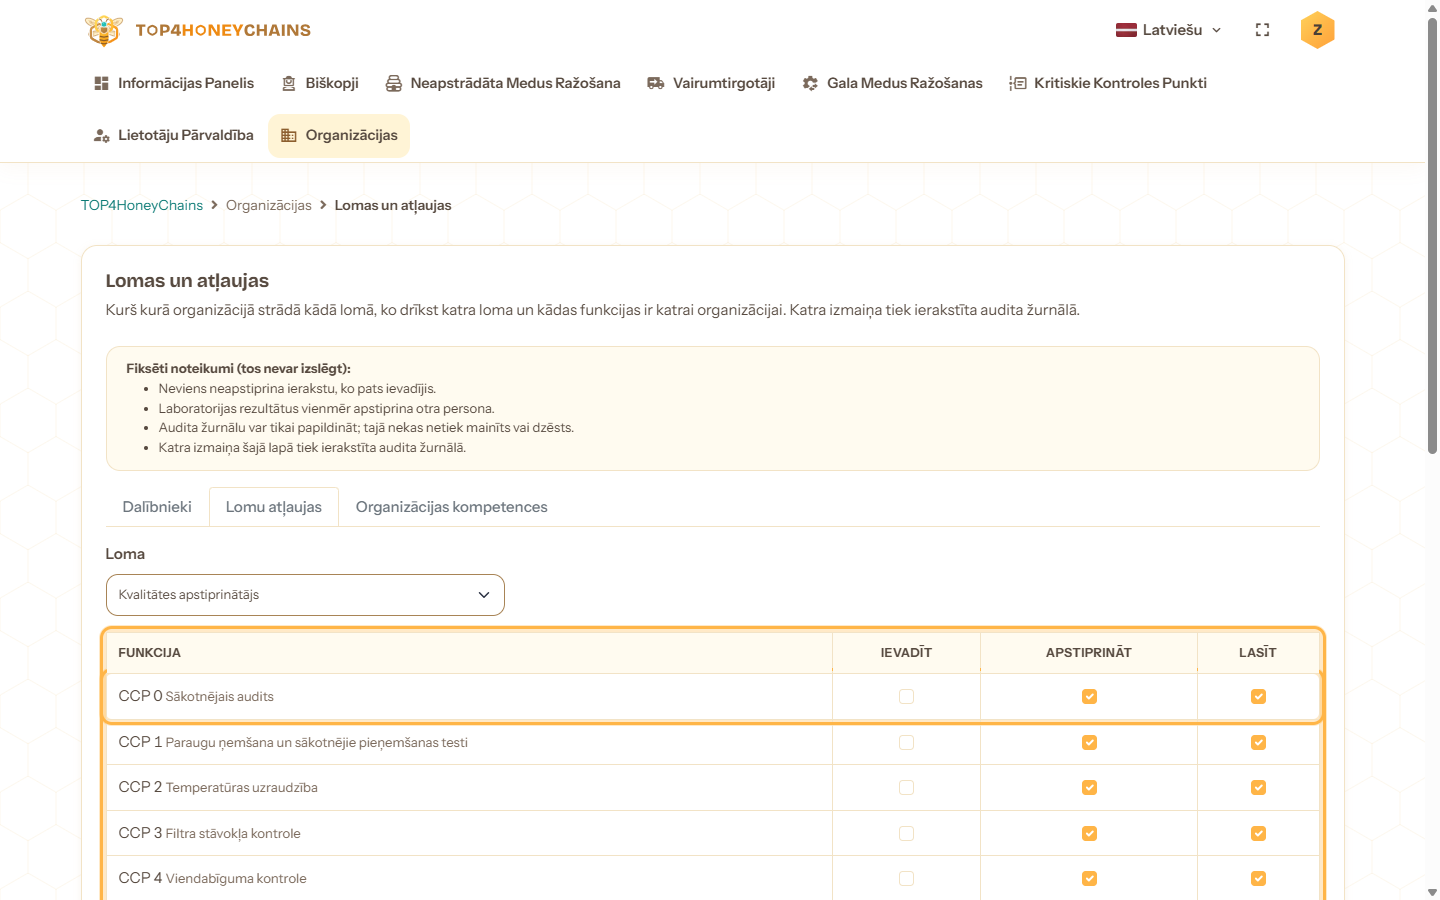 TOP4HONEYCHAINS
Latviešu
Z
Informācijas Panelis
Biškopji
Neapstrādāta Medus Ražošana
Vairumtirgotāji
Gala Medus Ražošanas
Kritiskie Kontroles Punkti
Lietotāju Pārvaldība
Organizācijas
TOP4HoneyChains > Organizācijas > Lomas un atļaujas
Lomas un atļaujas
Kurš kurā organizācijā strādā kādā lomā, ko drīkst katra loma un kādas funkcijas ir katrai organizācijai. Katra izmaiņa tiek ierakstīta audita žurnālā.
Fiksēti noteikumi (tos nevar izslēgt):
Neviens neapstiprina ierakstu, ko pats ievadījis.
Laboratorijas rezultātus vienmēr apstiprina otra persona.
Audita žurnālu var tikai papildināt; tajā nekas netiek mainīts vai dzēsts.
Katra izmaiņa šajā lapā tiek ierakstīta audita žurnālā.
Dalībnieki
Lomu atļaujas
Organizācijas kompetences
Loma
Kvalitātes apstiprinātājs
FUNKCIJA IEVADĪT APSTIPRINĀT LASĪT
CCP 0 Sākotnējais audits
CCP 1 Paraugu ņemšana un sākotnējie pieņemšanas testi
CCP 2 Temperatūras uzraudzība
CCP 3 Filtra stāvokļa kontrole
CCP 4 Viendabīguma kontrole